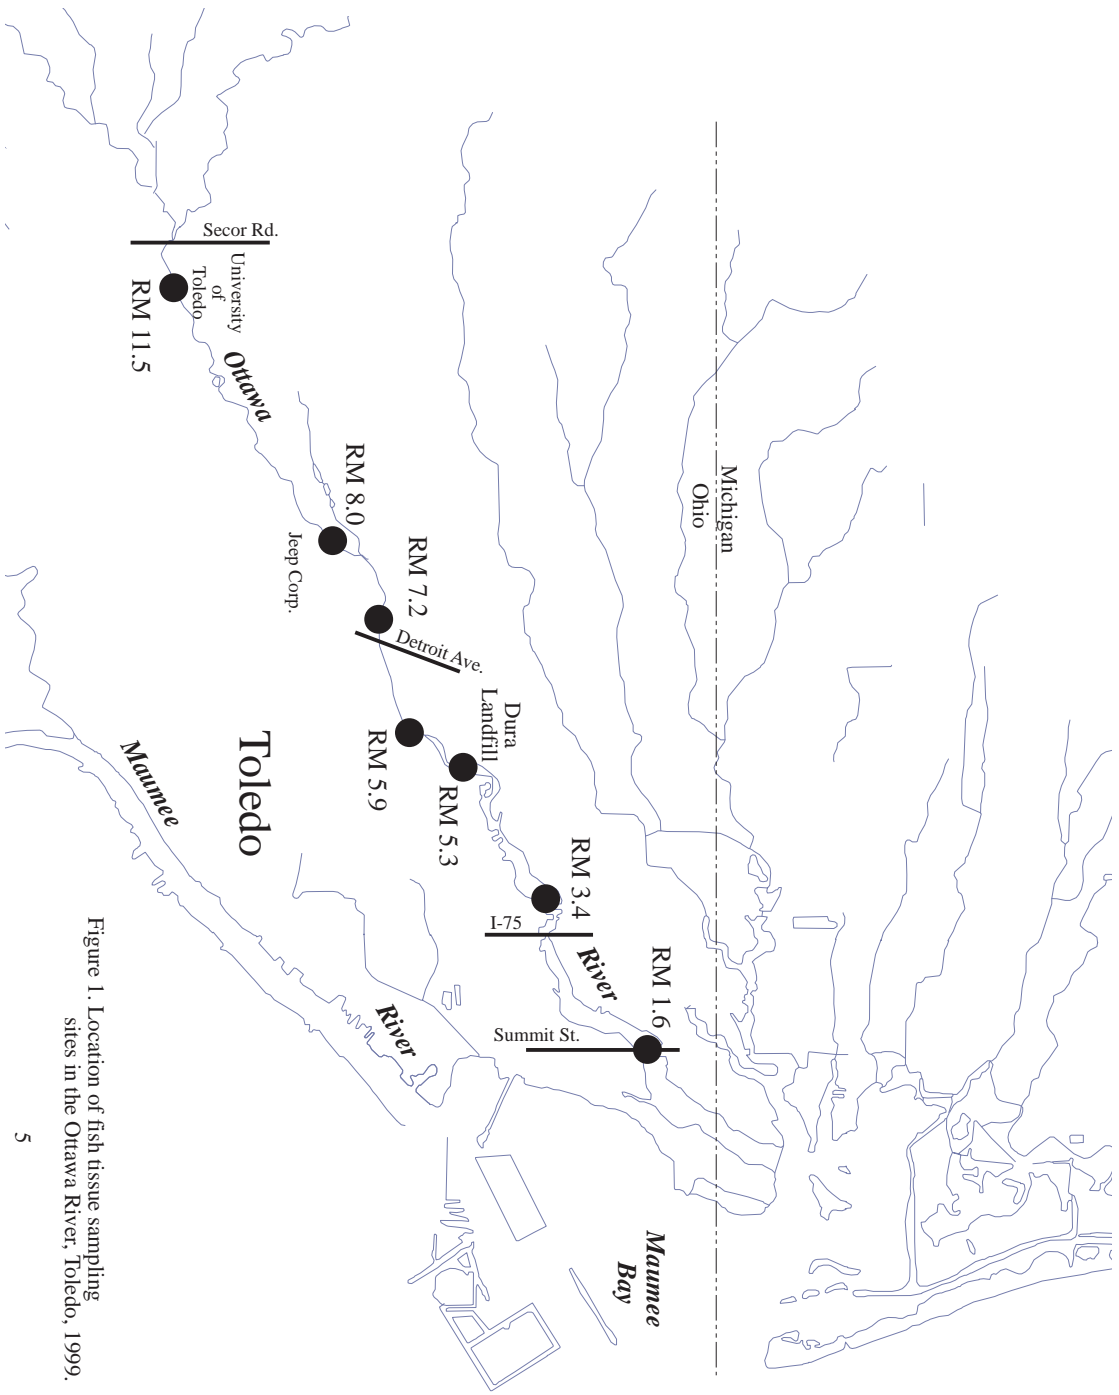 Secor Rd.
University
of
Toledo
RM 11.5
Ottawa
RM 8.0
Jeep Corp.
RM 7.2
Detroit Ave.
Michigan
Ohio
Dura
Landfill
RM 5.9
RM 5.3
Toledo
Maumee
River
RM 3.4
I-75
River
RM 1.6
Summit St.
Maumee
Bay
Figure 1. Location of fish tissue sampling
sites in the Ottawa River, Toledo, 1999.
5